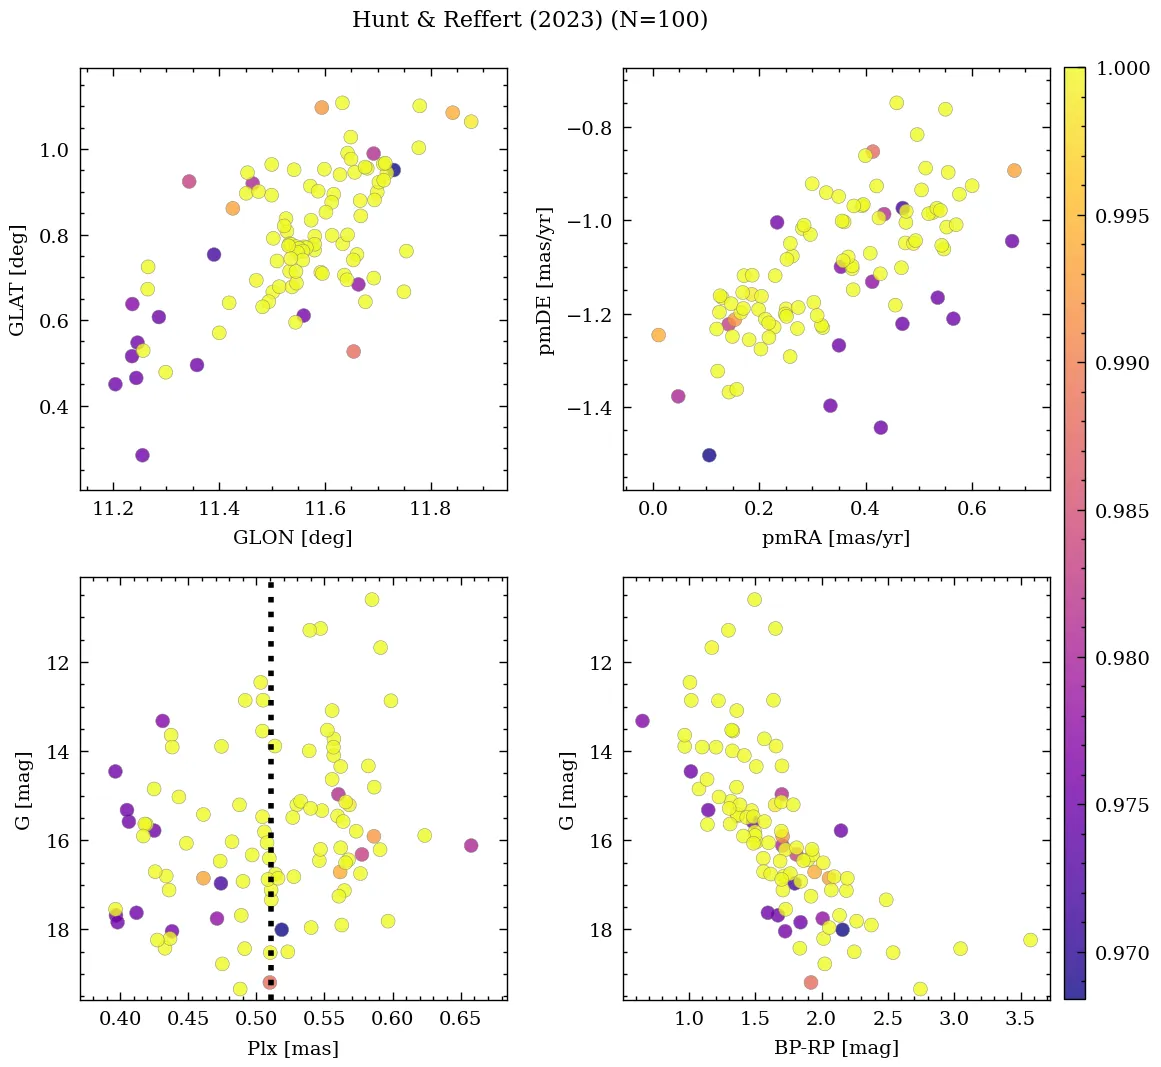 Hunt & Reffert (2023) (N=100)
1.0
0.8
0.6
0.4
GLAT [deg]
11.2 11.4 11.6 11.8
GLON [deg]
−0.8
−1.0
−1.2
−1.4
pmDE [mas/yr]
0.0 0.2 0.4 0.6
pmRA [mas/yr]
12
14
16
18
G [mag]
0.40 0.45 0.50 0.55 0.60 0.65
Plx [mas]
12
14
16
18
G [mag]
1.0 1.5 2.0 2.5 3.0 3.5
BP-RP [mag]
1.000
0.995
0.990
0.985
0.980
0.975
0.970